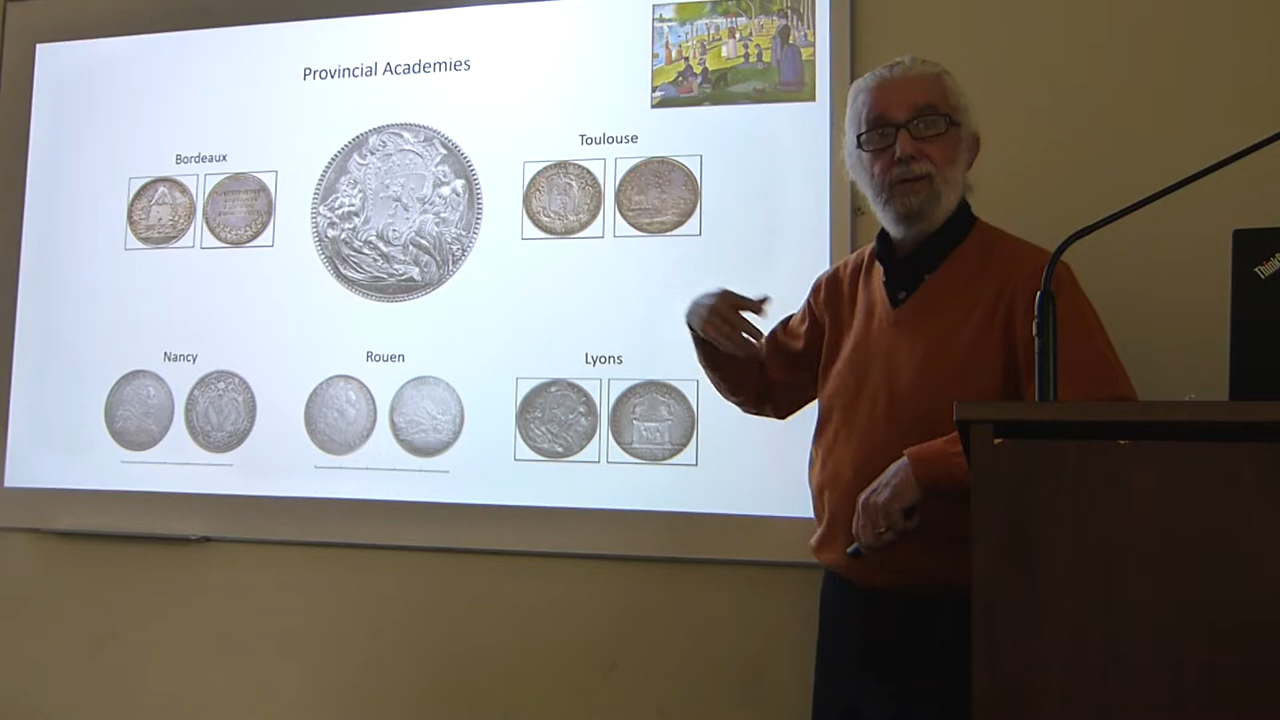 Provincial Academies
Bordeaux
Toulouse
Nancy
Rouen
Lyons